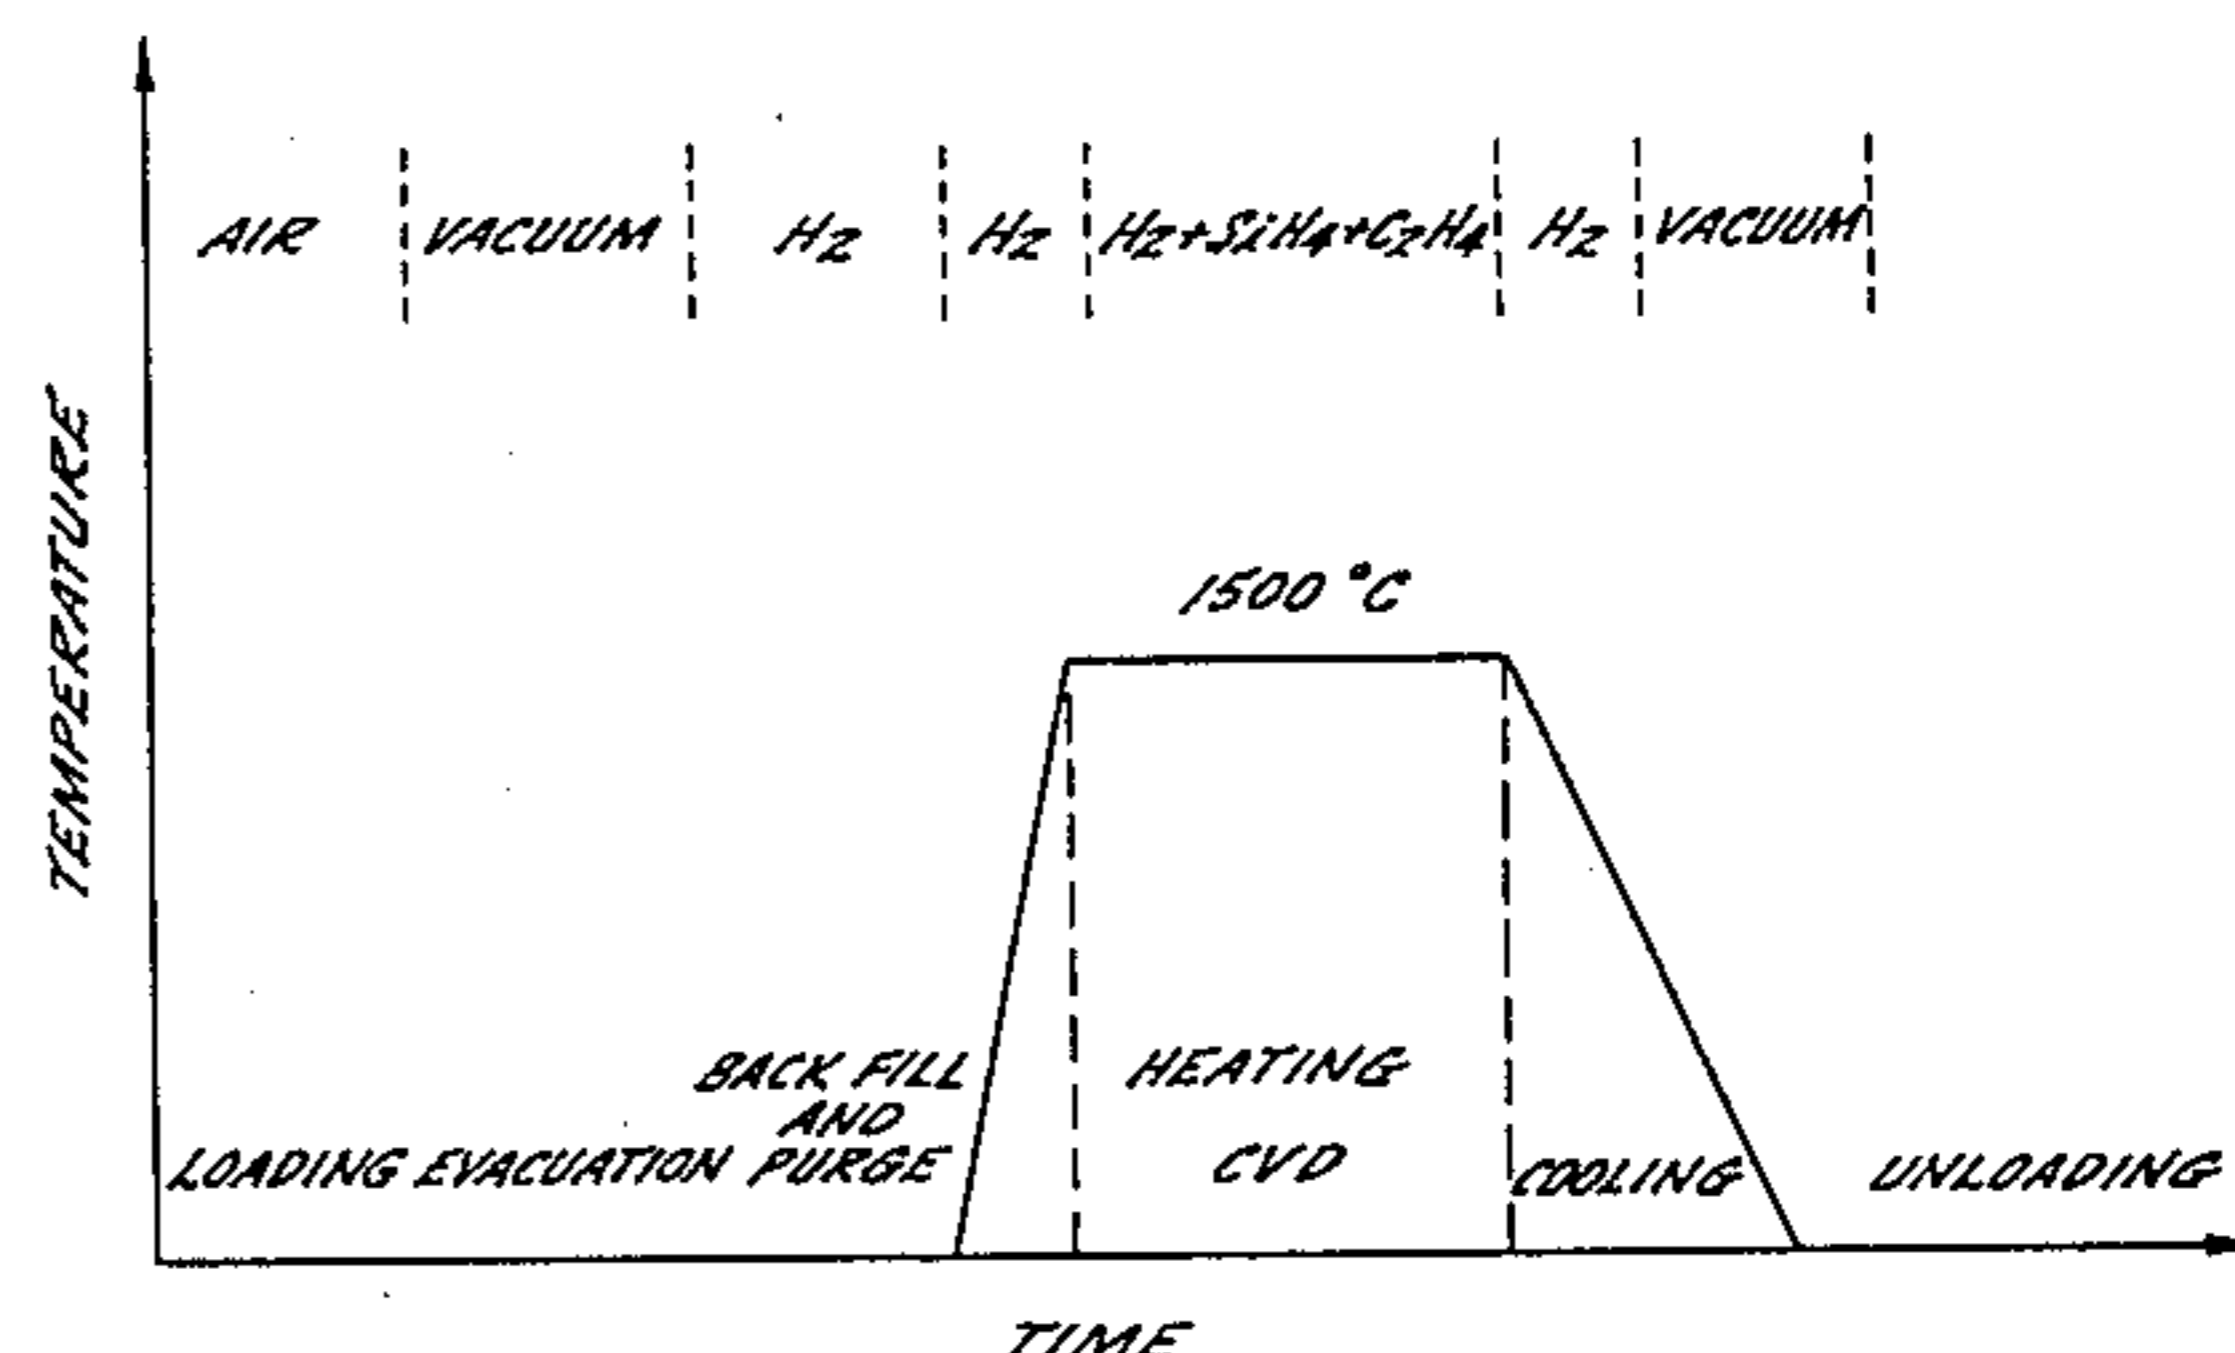 AIR VACUUM H2 H2 H2+SiH4+C2H4 H2 VACUUM
TEMPERATURE
1500 °C
BACK FILL
AND
PURGE
LOADING EVACUATION
HEATING
CVD
COOLING
UNLOADING
TIME